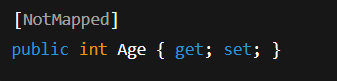 [NotMapped]
public int Age { get; set; }